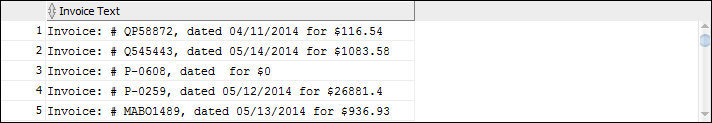 Invoice Text
1 Invoice: # QP58872, dated 04/11/2014 for $116.54
2 Invoice: # Q545443, dated 05/14/2014 for $1083.58
3 Invoice: # P-0608, dated  for $0
4 Invoice: # P-0259, dated 05/12/2014 for $26881.4
5 Invoice: # MABO1489, dated 05/13/2014 for $936.93